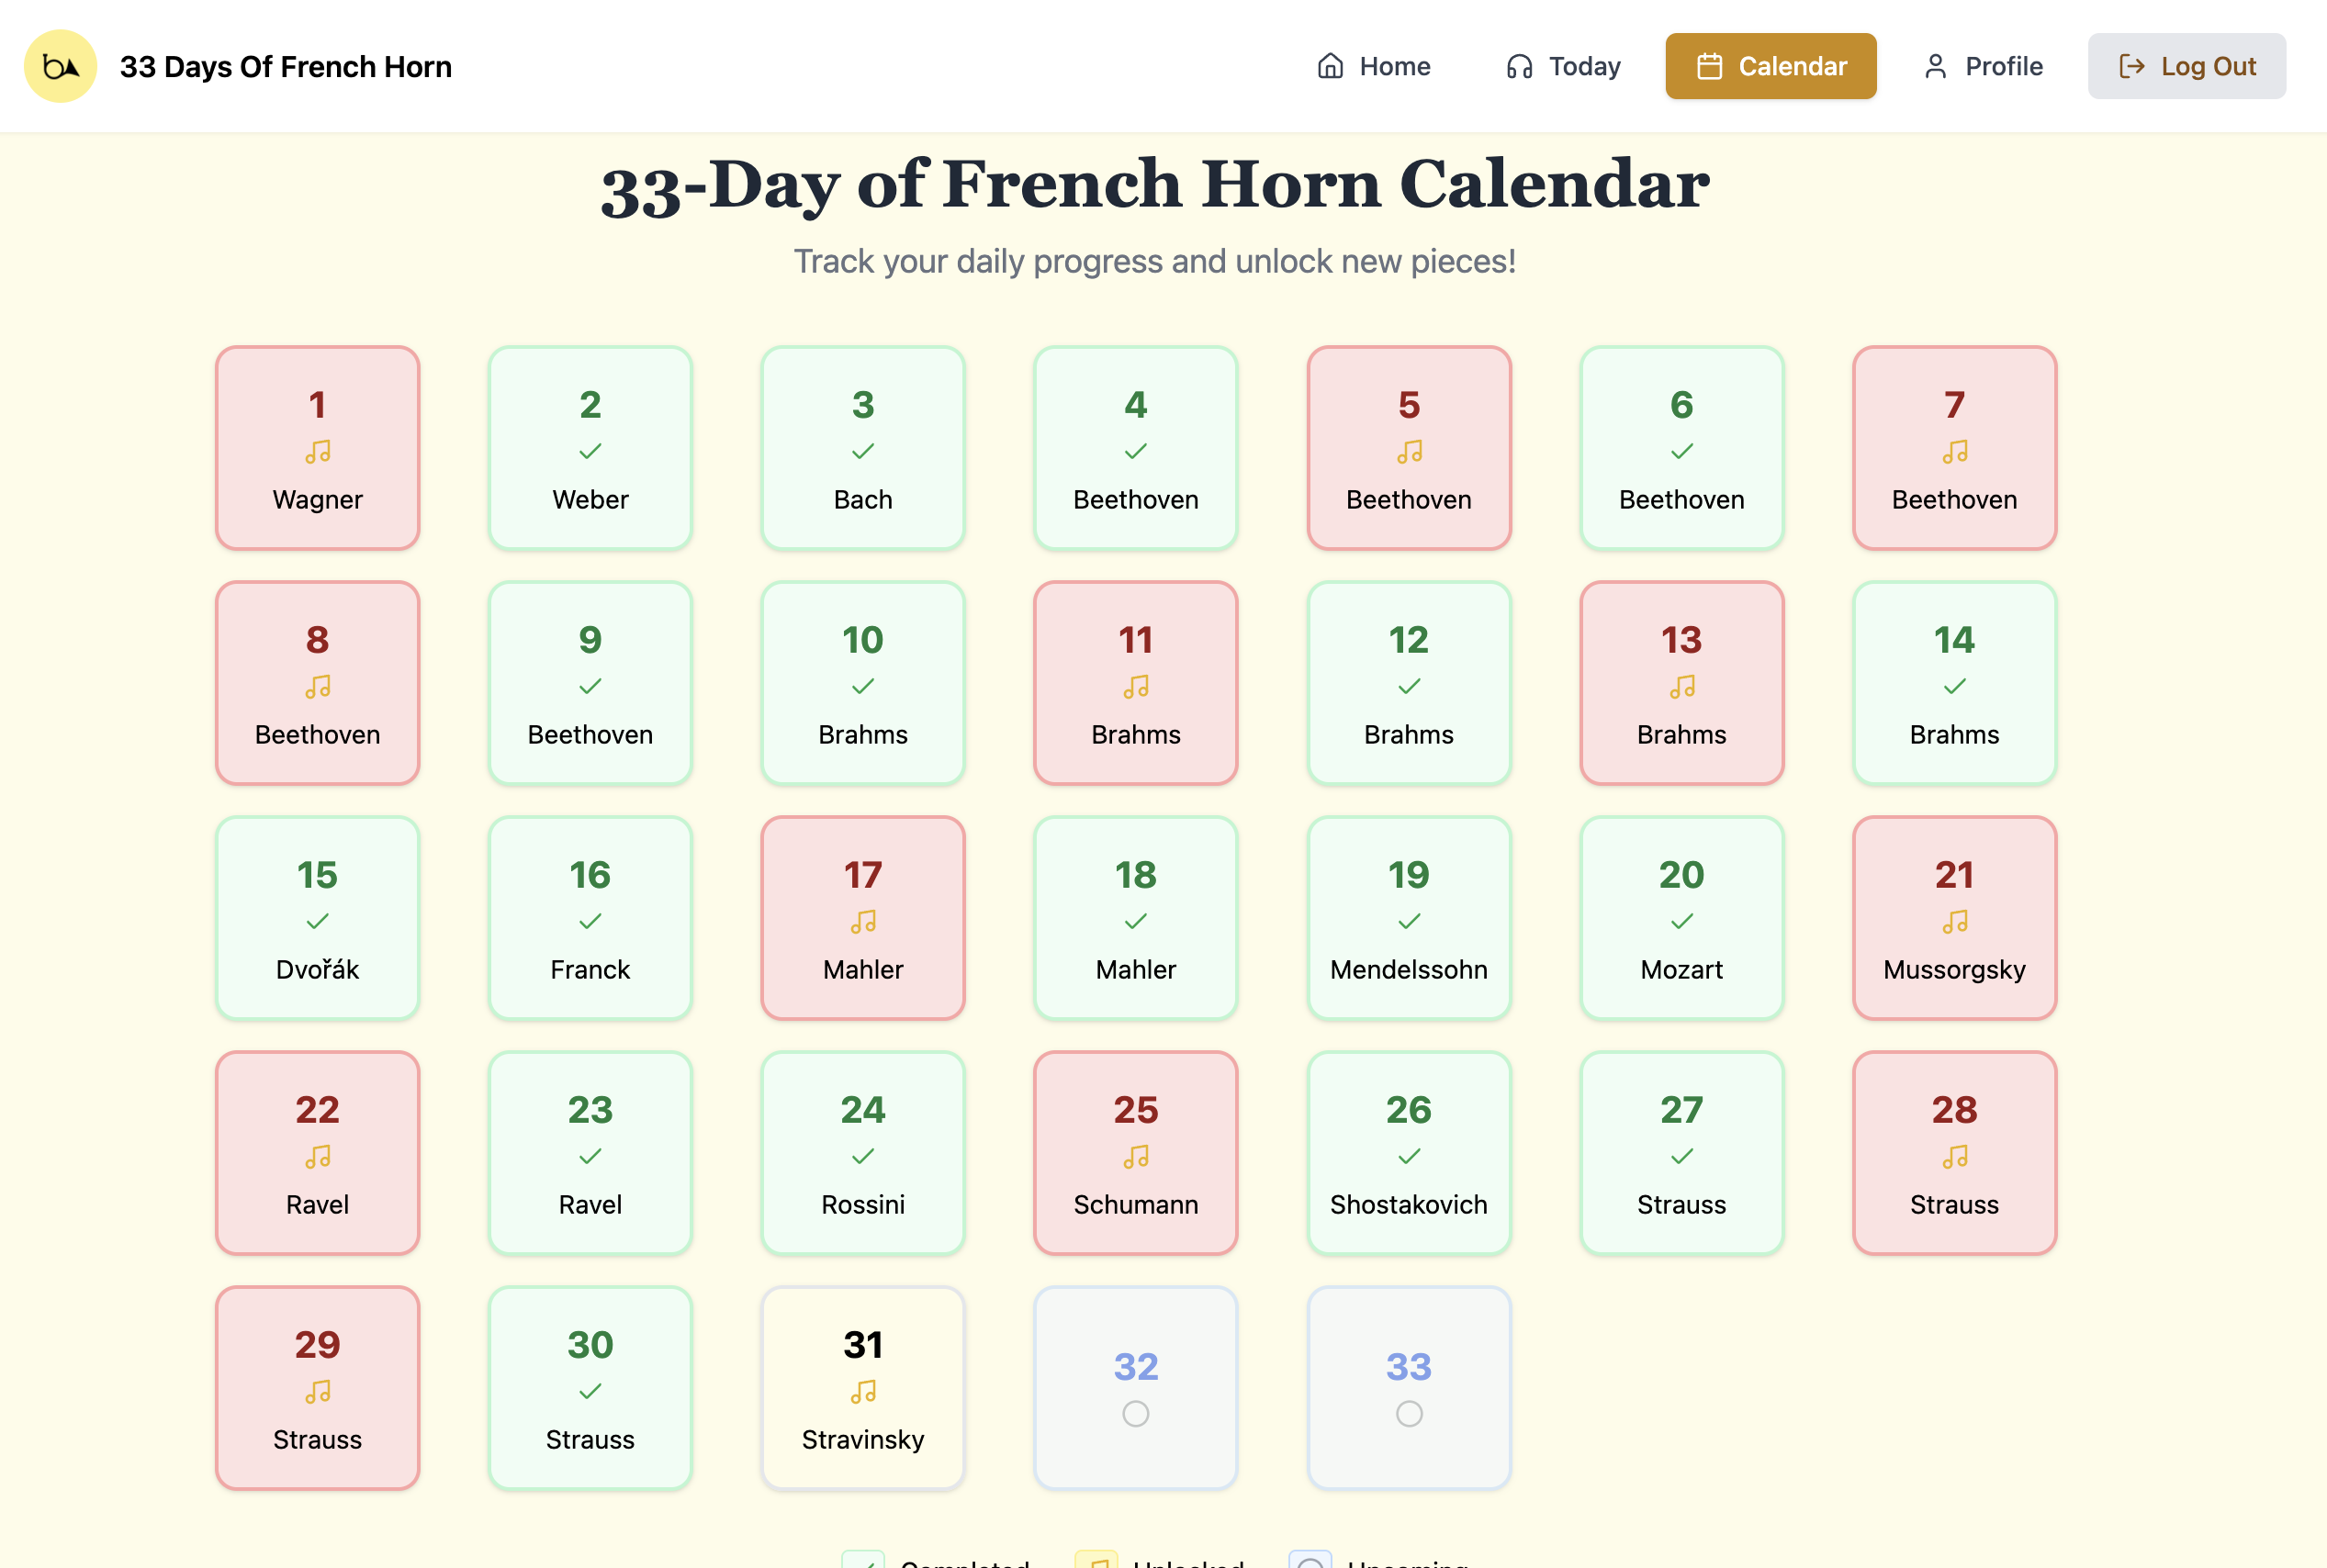 bA
33 Days Of French Horn
Home
Today
Calendar
Profile
Log Out
33-Day of French Horn Calendar
Track your daily progress and unlock new pieces!
1 2 3 4 5 6 7
Wagner Weber Bach Beethoven Beethoven Beethoven Beethoven
8 9 10 11 12 13 14
Beethoven Beethoven Brahms Brahms Brahms Brahms Brahms
15 16 17 18 19 20 21
Dvořák Franck Mahler Mahler Mendelssohn Mozart Mussorgsky
22 23 24 25 26 27 28
Ravel Ravel Rossini Schumann Shostakovich Strauss Strauss
29 30 31 32 33
Strauss Strauss Stravinsky
Completed Unlocked Upcoming